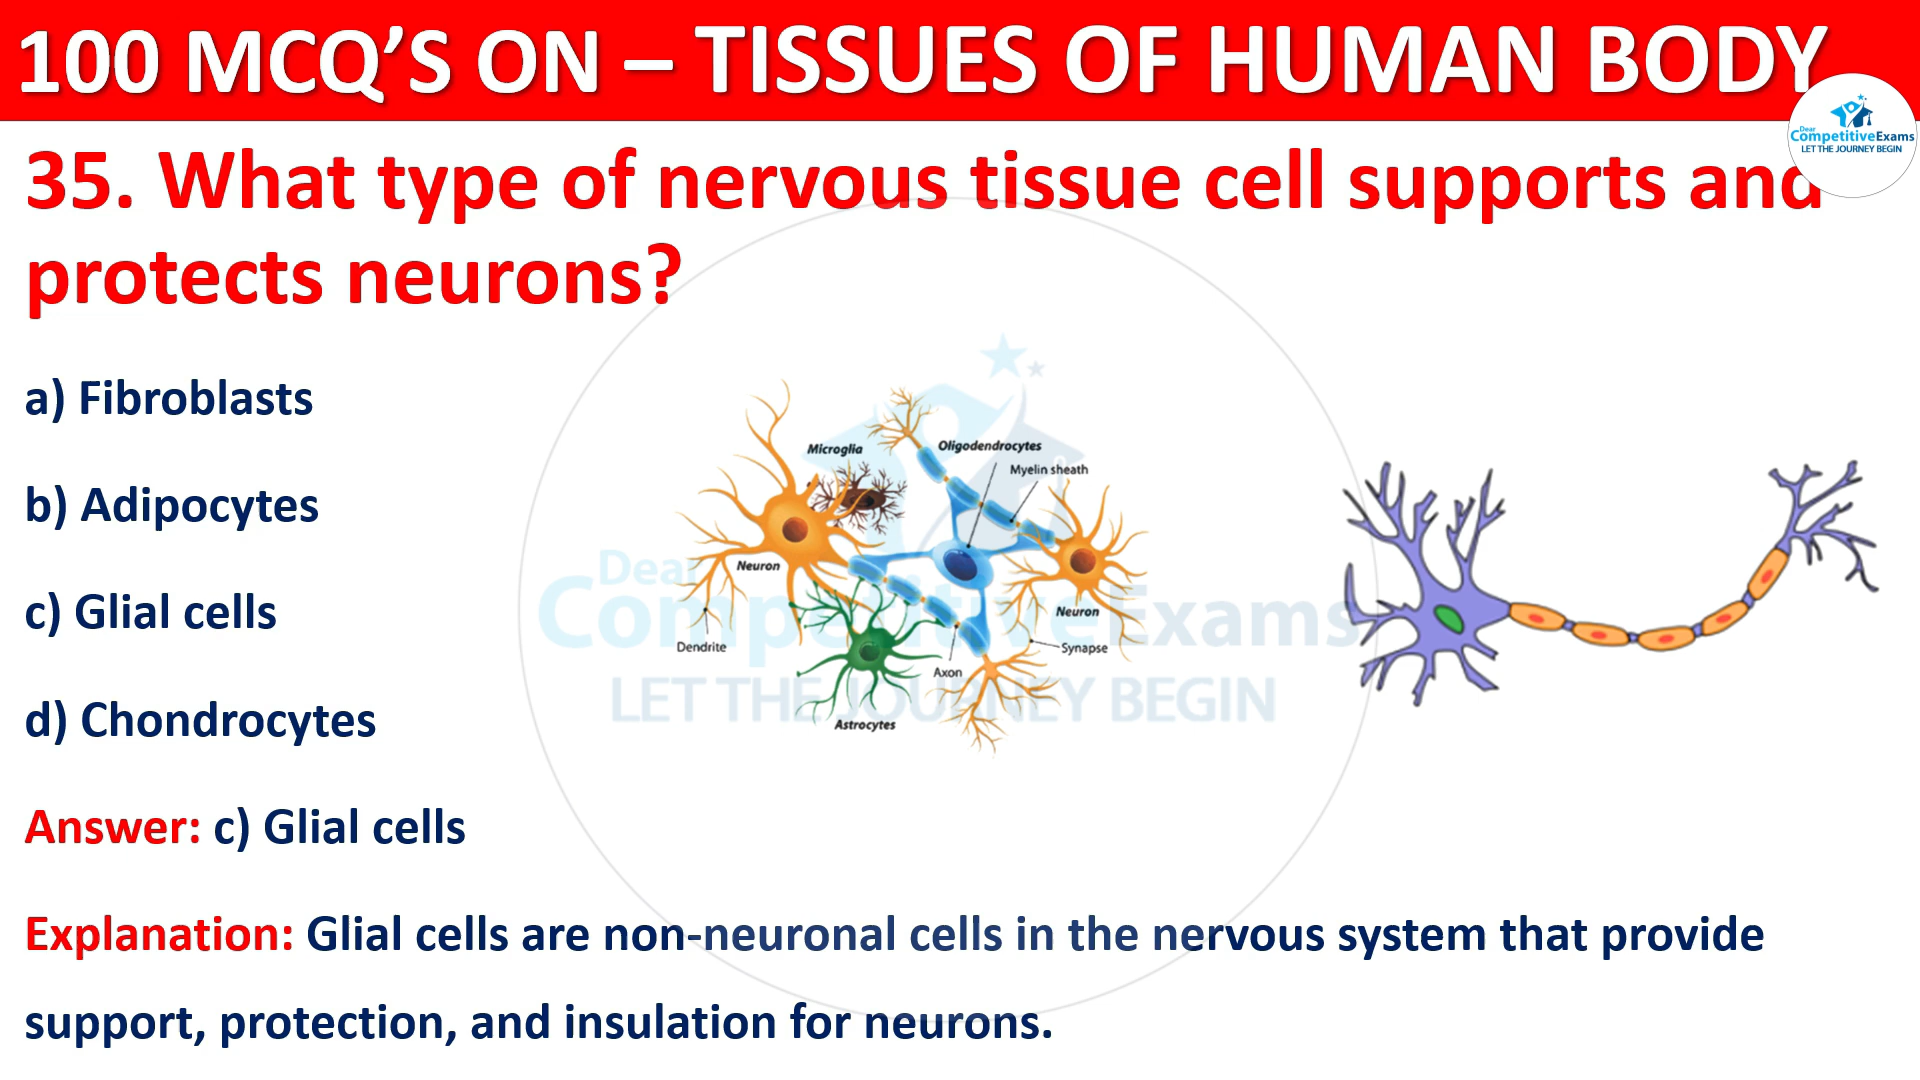 100 MCQ’S ON – TISSUES OF HUMAN BODY
Dear
CompetitiveExams
LET THE JOURNEY BEGIN
35. What type of nervous tissue cell supports and
protects neurons?
a) Fibroblasts
b) Adipocytes
c) Glial cells
d) Chondrocytes
Microglia
Oligodendrocytes
Myelin sheath
Neuron
Neuron
Dendrite
Synapse
Axon
Astrocytes
Dear
CompetitiveExams
LET THE JOURNEY BEGIN
Answer: c) Glial cells
Explanation: Glial cells are non-neuronal cells in the nervous system that provide
support, protection, and insulation for neurons.